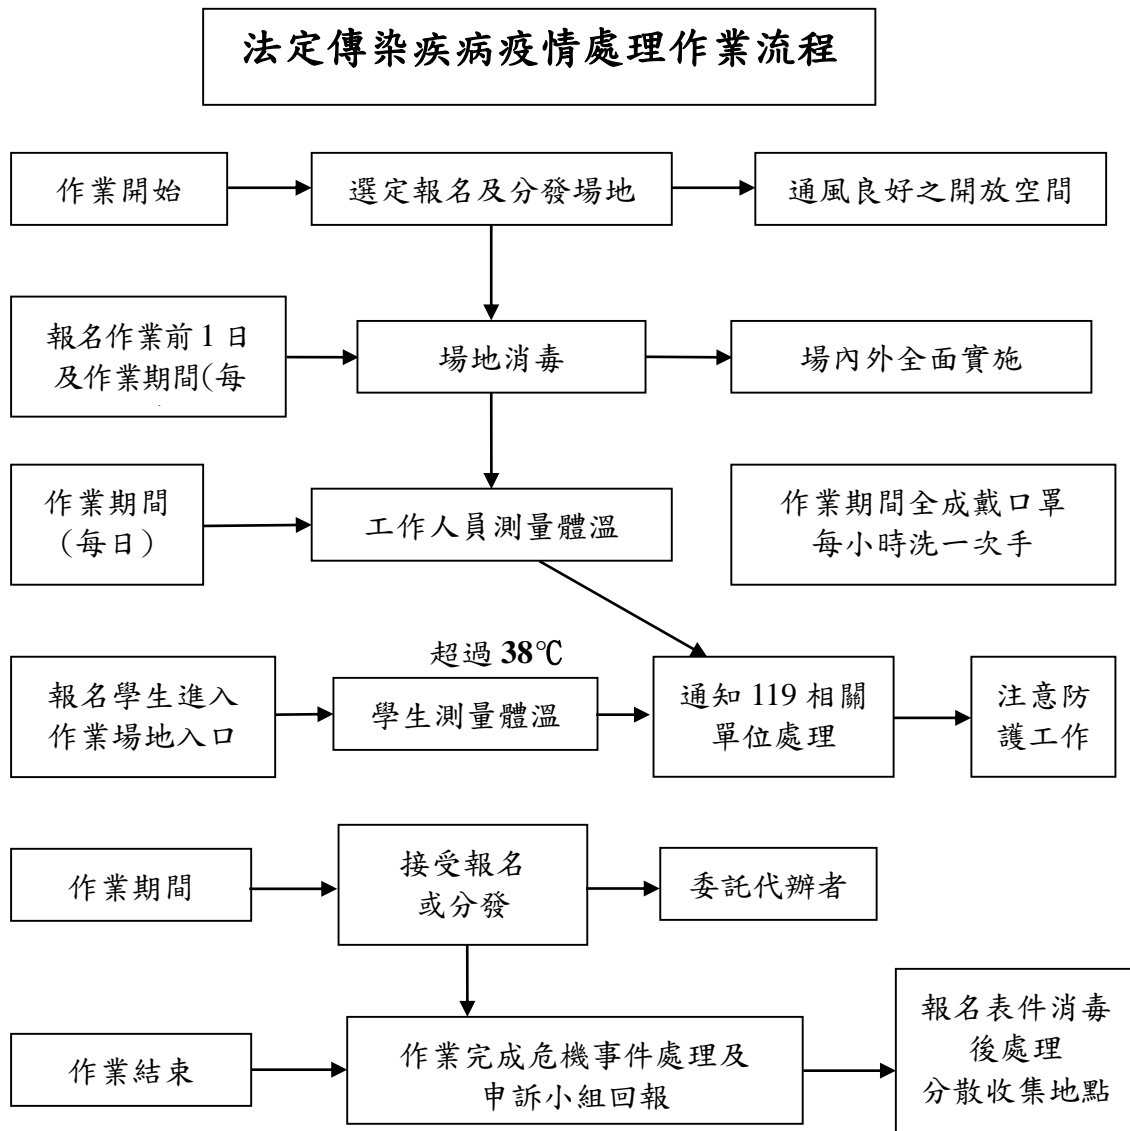 法定傳染疾病疫情處理作業流程
作業開始
選定報名及分發場地
通風良好之開放空間
報名作業前 1 日
及作業期間(每
場地消毒
場內外全面實施
作業期間
(每日)
工作人員測量體溫
作業期間全成戴口罩
每小時洗一次手
報名學生進入
作業場地入口
超過 38℃
學生測量體溫
通知 119 相關
單位處理
注意防
護工作
作業期間
接受報名
或分發
委託代辦者
作業結束
作業完成危機事件處理及
申訴小組回報
報名表件消毒
後處理
分散收集地點